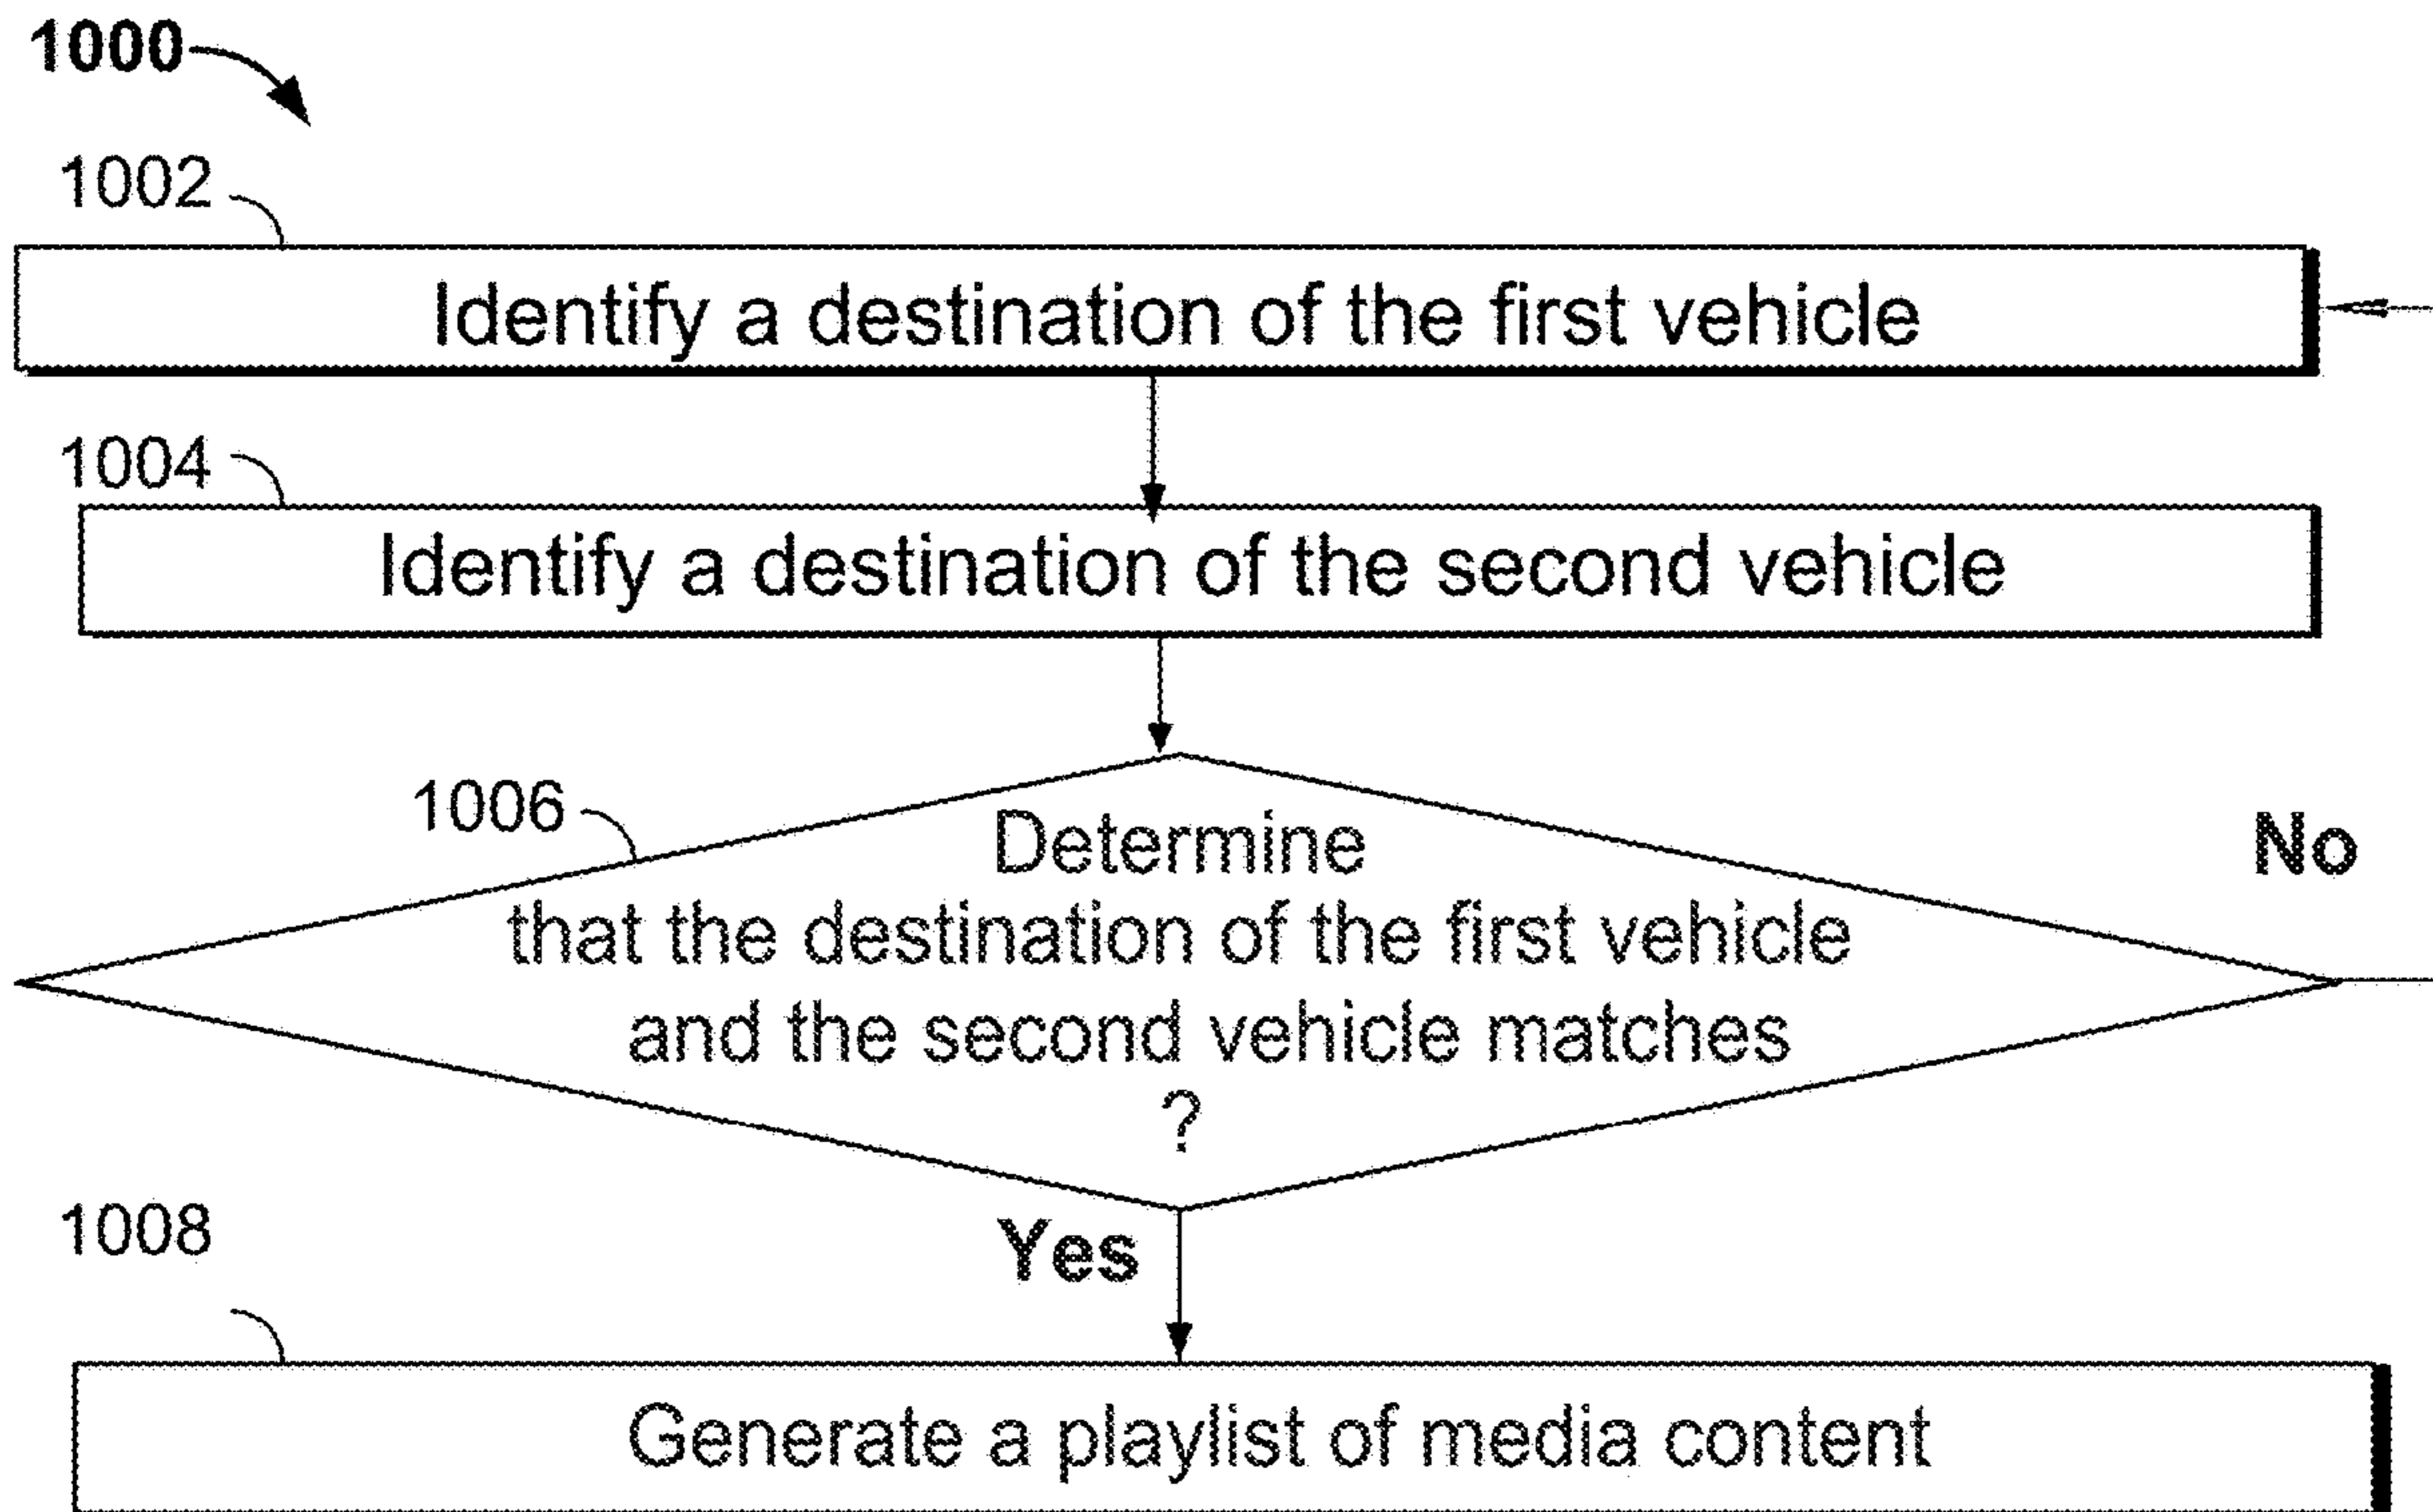 1000
1002
Identify a destination of the first vehicle
1004
Identify a destination of the second vehicle
1006
Determine
that the destination of the first vehicle
and the second vehicle matches
?
No
Yes
1008
Generate a playlist of media content